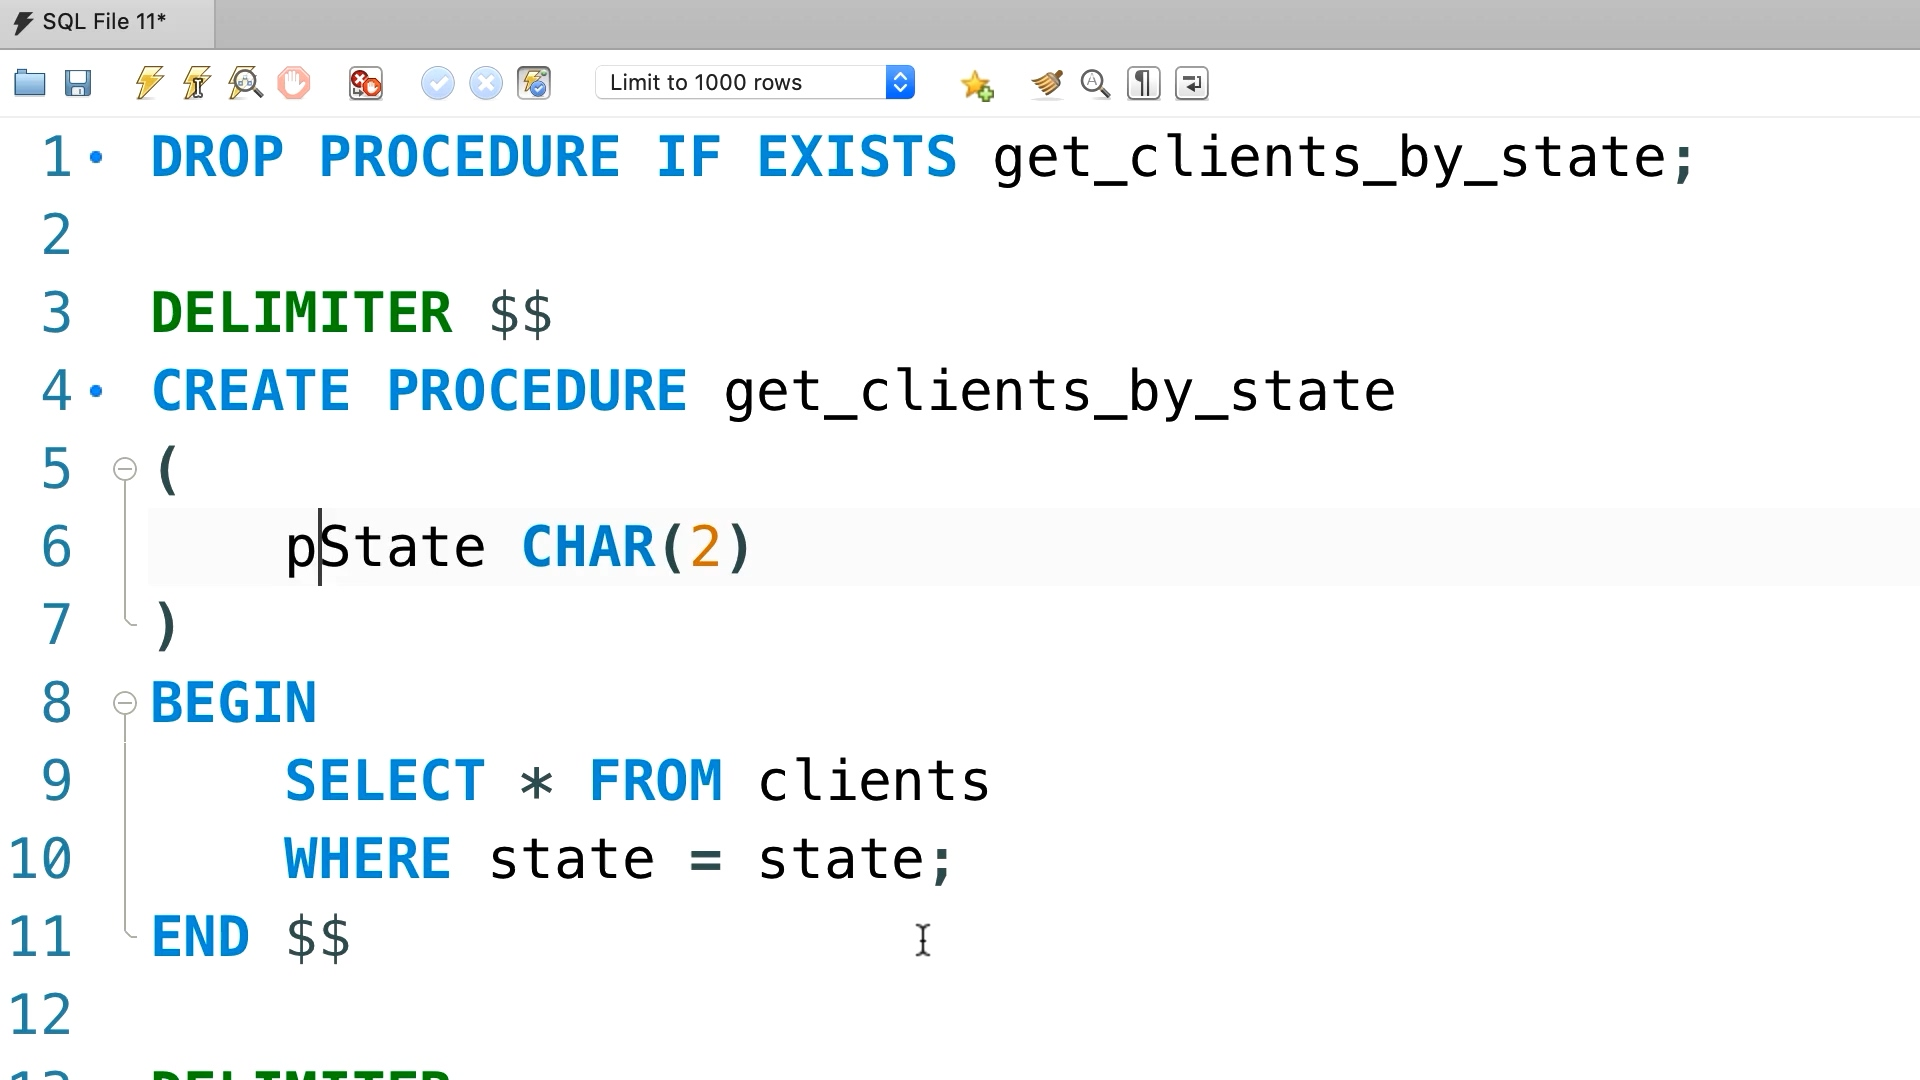 SQL File 11*
Limit to 1000 rows
1 DROP PROCEDURE IF EXISTS get_clients_by_state;
2
3 DELIMITER $$
4 CREATE PROCEDURE get_clients_by_state
5 (
6 pState CHAR(2)
7 )
8 BEGIN
9 SELECT * FROM clients
10 WHERE state = state;
11 END $$
12
13 DELIMITER